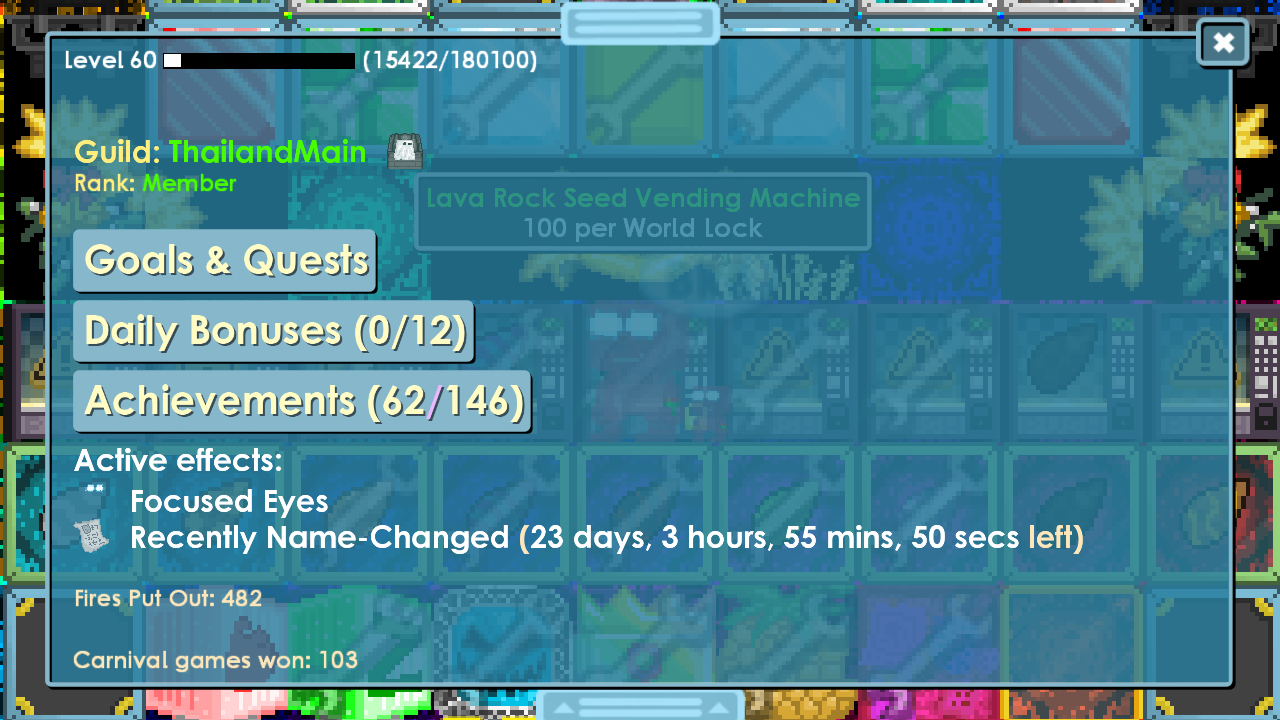 Level 60 (15422/180100)
Guild: ThailandMain
Rank: Member
Lava Rock Seed Vending Machine
100 per World Lock
Goals & Quests
Daily Bonuses (0/12)
Achievements (62/146)
Active effects:
Focused Eyes
Recently Name-Changed (23 days, 3 hours, 55 mins, 50 secs left)
Fires Put Out: 482
Carnival games won: 103